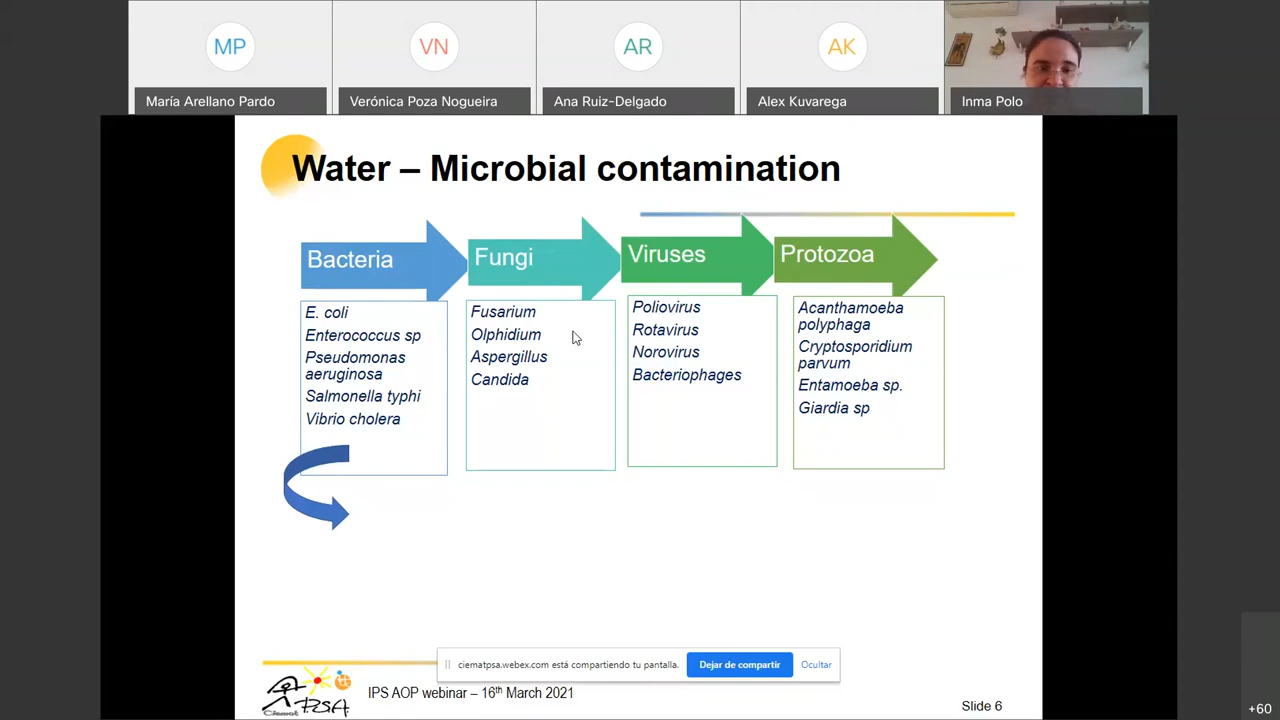 MP
VN
AR
AK
María Arellano Pardo
Verónica Poza Nogueira
Ana Ruiz-Delgado
Alex Kuvarega
Inma Polo
Water – Microbial contamination
Bacteria
E. coli
Enterococcus sp
Pseudomonas
aeruginosa
Salmonella typhi
Vibrio cholera
Fungi
Fusarium
Olphidium
Aspergillus
Candida
Viruses
Poliovirus
Rotavirus
Norovirus
Bacteriophages
Protozoa
Acanthamoeba
polyphaga
Cryptosporidium
parvum
Entamoeba sp.
Giardia sp
ciematpsa.webex.com está compartiendo tu pantalla.
Dejar de compartir
Ocultar
Ciemat
PSA
IPS AOP webinar – 16th March 2021
Slide 6
+60